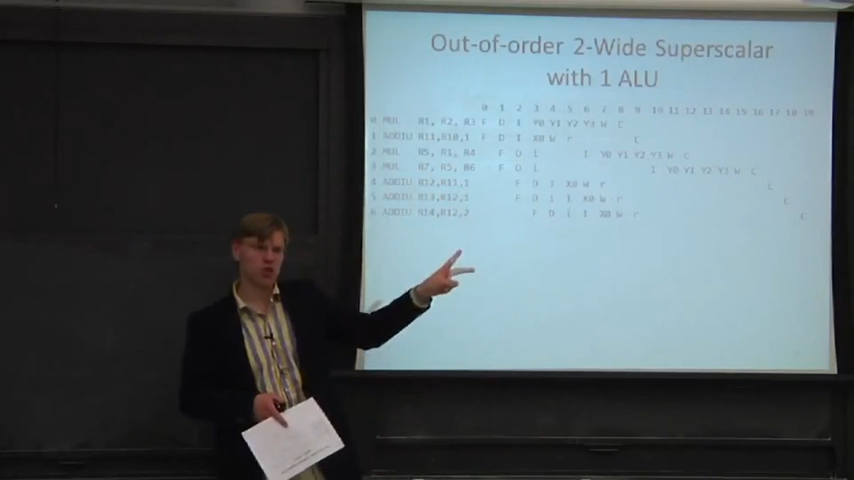 Out-of-order 2-Wide Superscalar
with 1 ALU
0 1 2 3 4 5 6 7 8 9 10 11 12 13 14 15 16 17 18 19
0 MUL R1, R2, R3 F D I Y0 Y1 Y2 Y3 W C
1 ADDIU R11,R10,1 F D I X0 W r C
2 MUL R5, R1, R4 F D i I Y0 Y1 Y2 Y3 W C
3 MUL R7, R5, R6 F D i I Y0 Y1 Y2 Y3 W C
4 ADDIU R12,R11,1 F D I X0 W r C
5 ADDIU R13,R12,1 F D i I X0 W r C
6 ADDIU R14,R12,2 F D i I X0 W r C